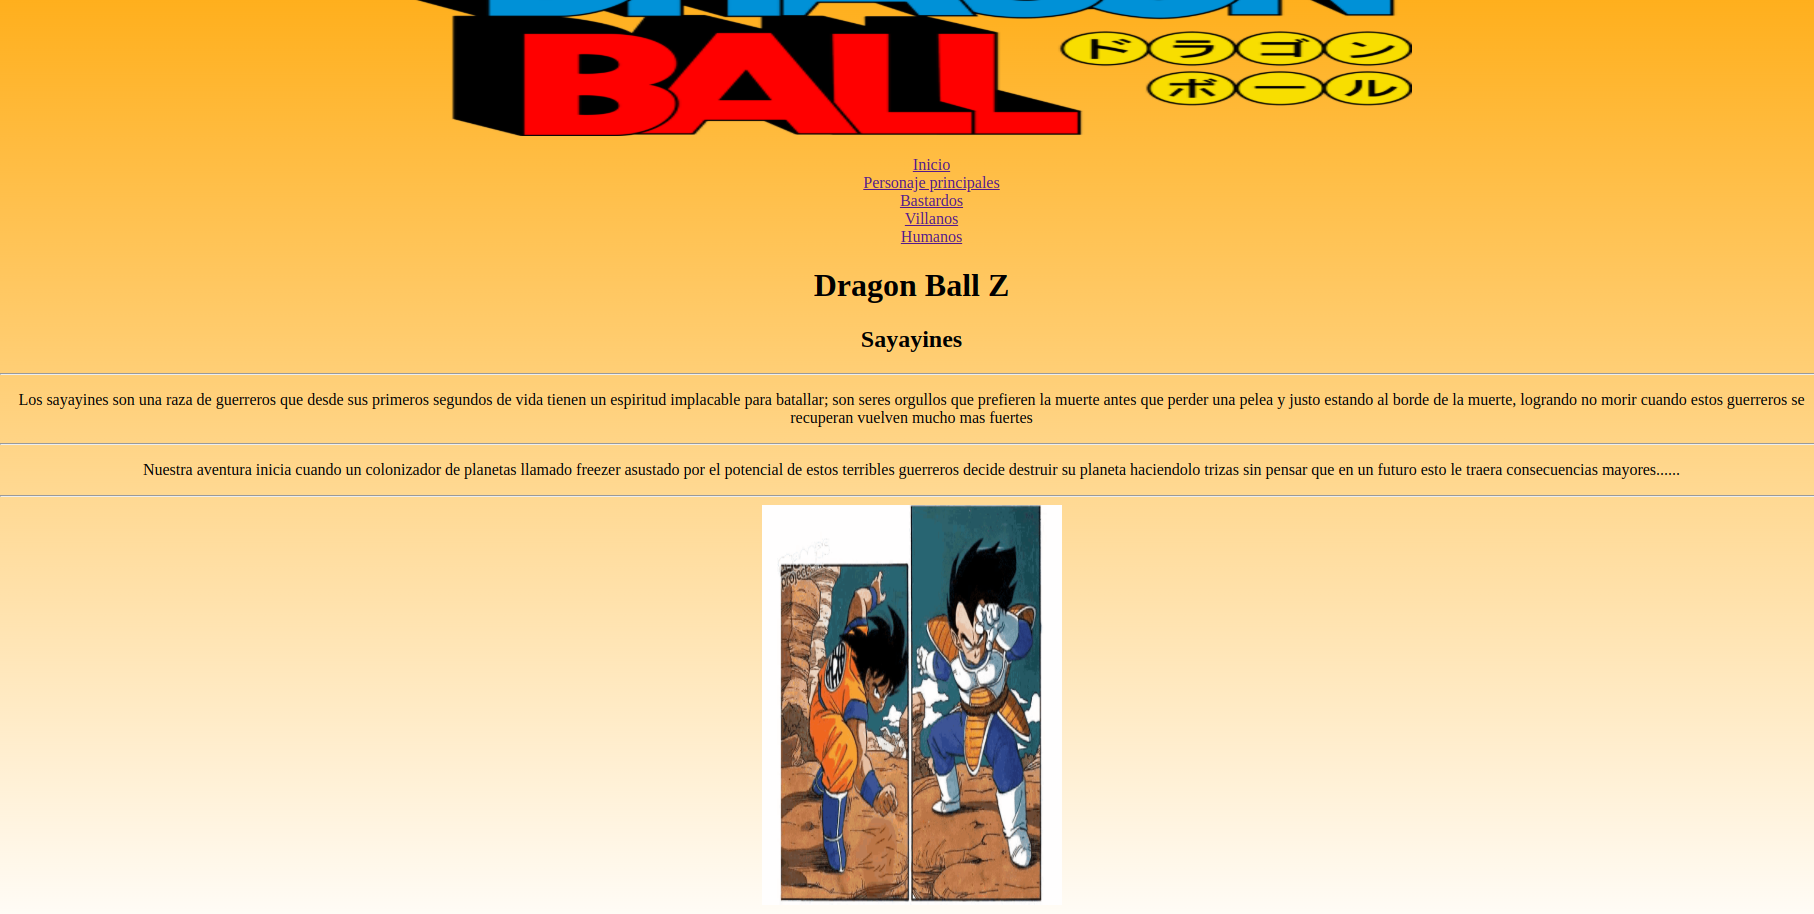 DRAGON
BALL
ドラゴン
ボール
Inicio
Personaje principales
Bastardos
Villanos
Humanos
Dragon Ball Z
Sayayines
Los sayayines son una raza de guerreros que desde sus primeros segundos de vida tienen un espiritud implacable para batallar; son seres orgullos que prefieren la muerte antes que perder una pelea y justo estando al borde de la muerte, logrando no morir cuando estos guerreros se
recuperan vuelven mucho mas fuertes
Nuestra aventura inicia cuando un colonizador de planetas llamado freezer asustado por el potencial de estos terribles guerreros decide destruir su planeta haciendolo trizas sin pensar que en un futuro esto le traera consecuencias mayores......
project